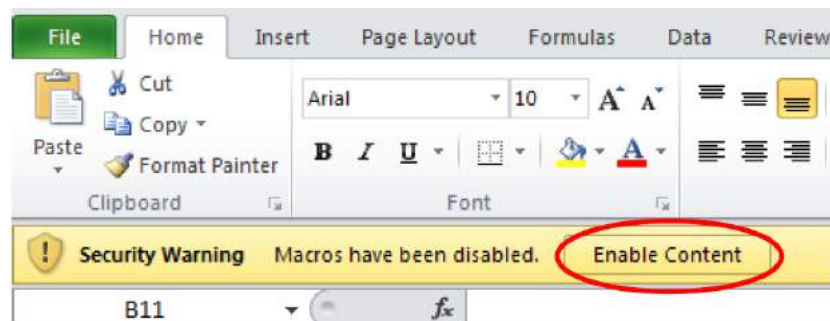 File Home Insert Page Layout Formulas Data Review
Cut
Arial 10 A A
Copy
Paste
B I U A
Format Painter
Clipboard Font
Security Warning Macros have been disabled. Enable Content
B11 fx